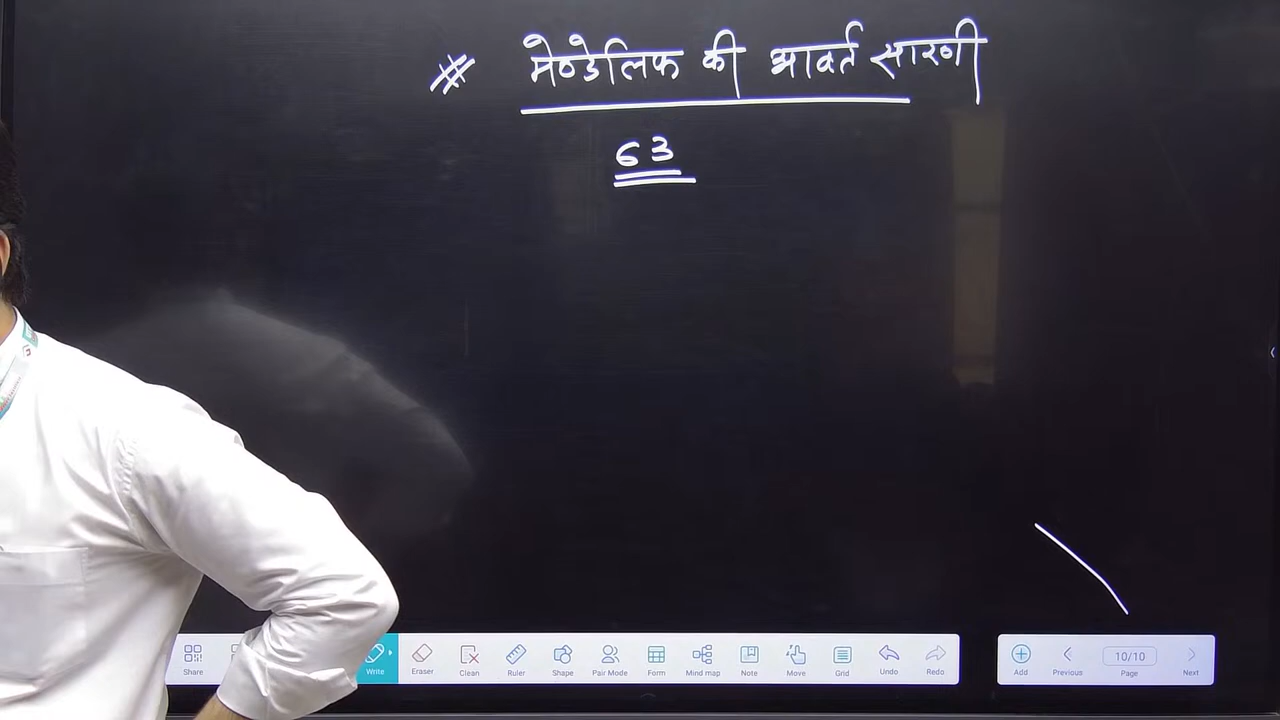 # मेण्डेलिफ की आवर्त सारणी
63
Share
Write
Eraser
Clean
Ruler
Shape
Pair Mode
Form
Mind map
Note
Move
Grid
Undo
Redo
Add
Previous
10/10
Page
Next